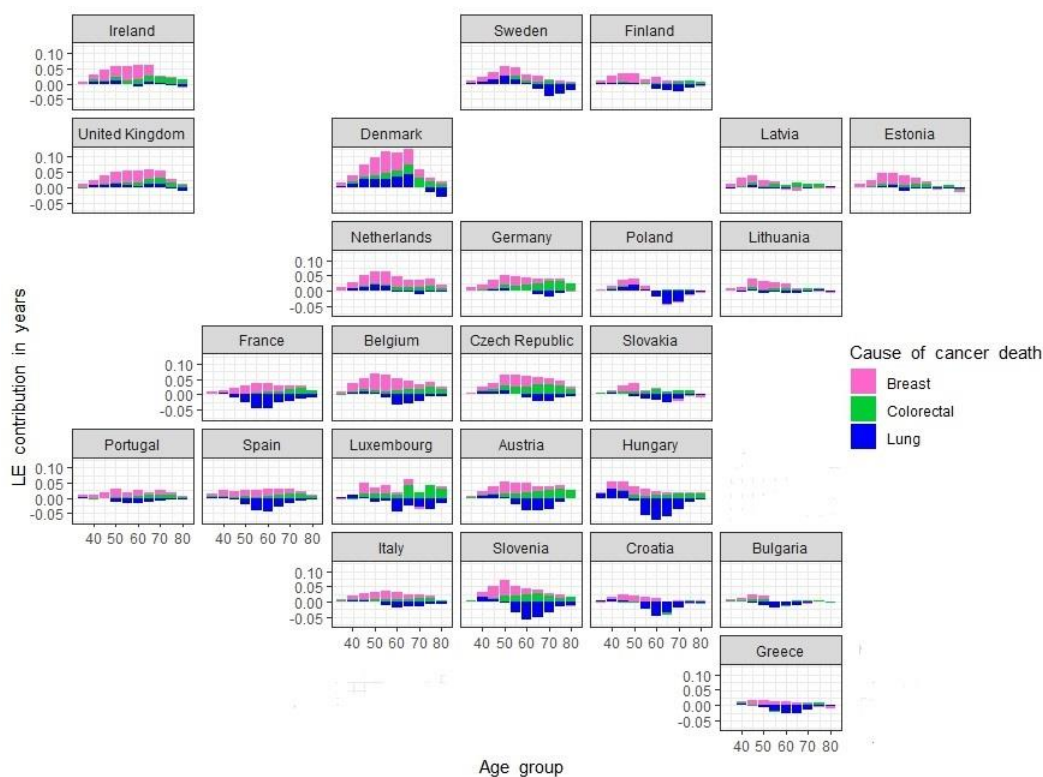 Ireland
Sweden Finland
0.10
0.05
0.00
-0.05
United Kingdom Denmark Latvia Estonia
0.10
0.05
0.00
-0.05
Netherlands Germany Poland Lithuania
0.10
0.05
0.00
-0.05
France Belgium Czech Republic Slovakia
0.10
0.05
0.00
-0.05
Portugal Spain Luxembourg Austria Hungary
0.10
0.05
0.00
-0.05
40 50 60 70 80 40 50 60 70 80
Italy Slovenia Croatia Bulgaria
0.10
0.05
0.00
-0.05
40 50 60 70 80 40 50 60 70 80 40 50 60 70 80
Greece
0.10
0.05
0.00
-0.05
40 50 60 70 80
LE contribution in years
Age group
Cause of cancer death
Breast
Colorectal
Lung